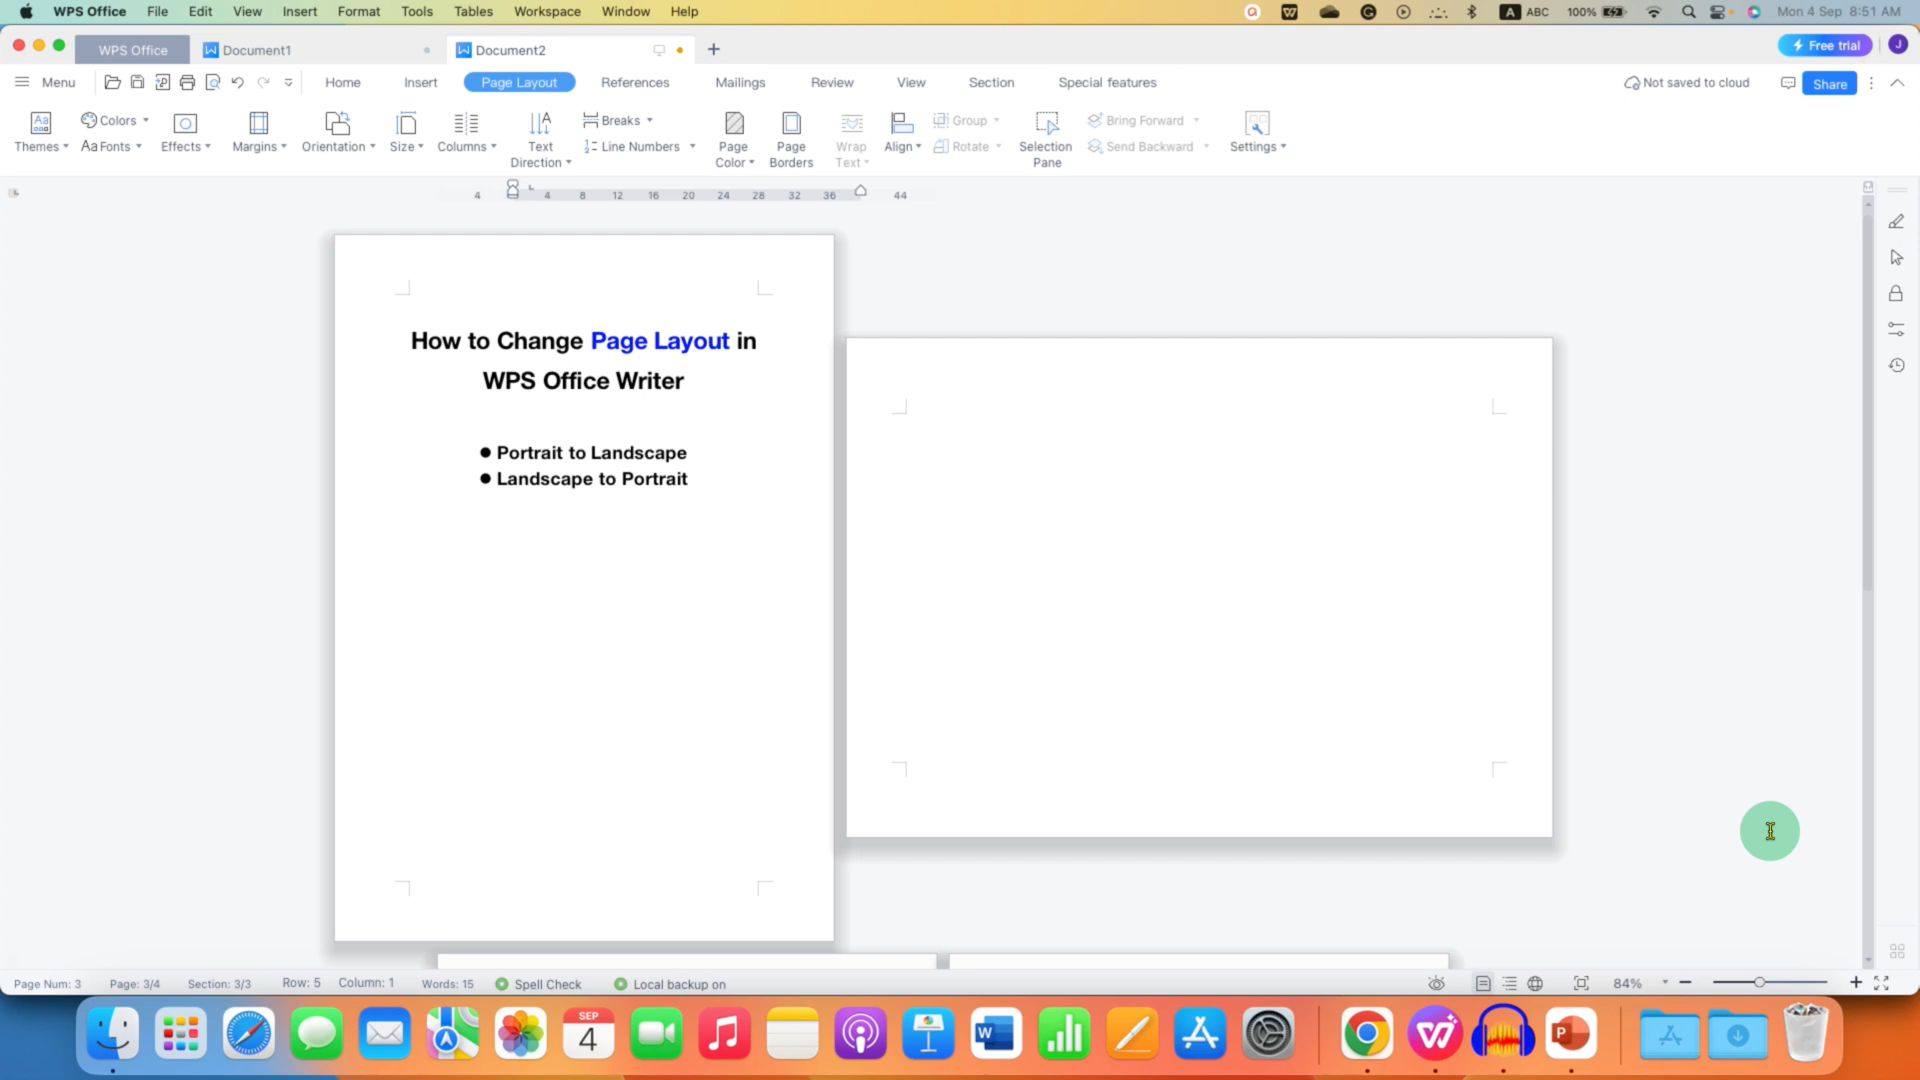 WPS Office File Edit View Insert Format Tools Tables Workspace Window Help A ABC 100% Mon 4 Sep 8:51 AM
WPS Office Document1 Document2 + Free trial J
Menu Home Insert Page Layout References Mailings Review View Section Special features Not saved to cloud Share
Aa Colors Breaks Group Bring Forward
Themes Aa Fonts Effects Margins Orientation Size Columns Text Direction Line Numbers Page Color Page Borders Wrap Text Align Rotate Selection Pane Send Backward Settings
4 4 8 12 16 20 24 28 32 36 44
How to Change Page Layout in
WPS Office Writer
● Portrait to Landscape
● Landscape to Portrait
Page Num: 3 Page: 3/4 Section: 3/3 Row: 5 Column: 1 Words: 15 Spell Check Local backup on 84%
SEP
4
W
P